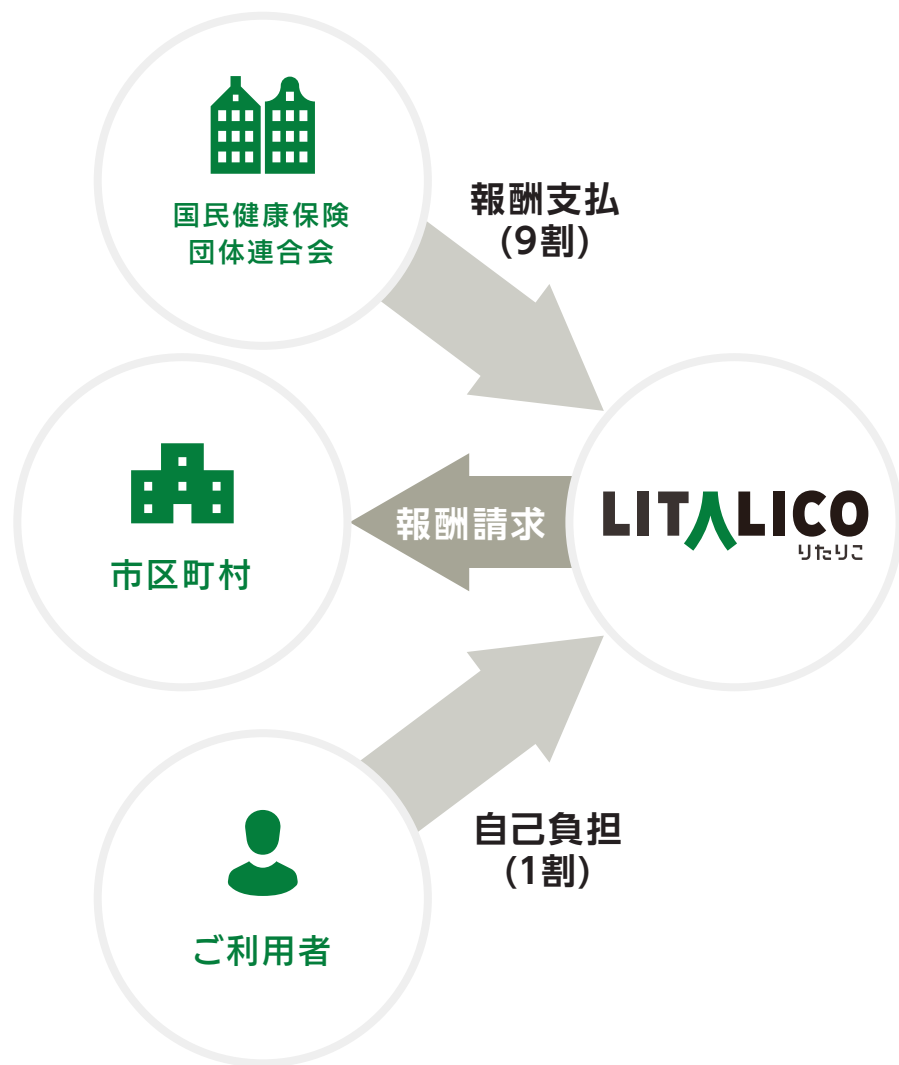 国民健康保険
団体連合会
報酬支払
(9割)
市区町村
報酬請求
LITALICO
りたりこ
自己負担
(1割)
ご利用者